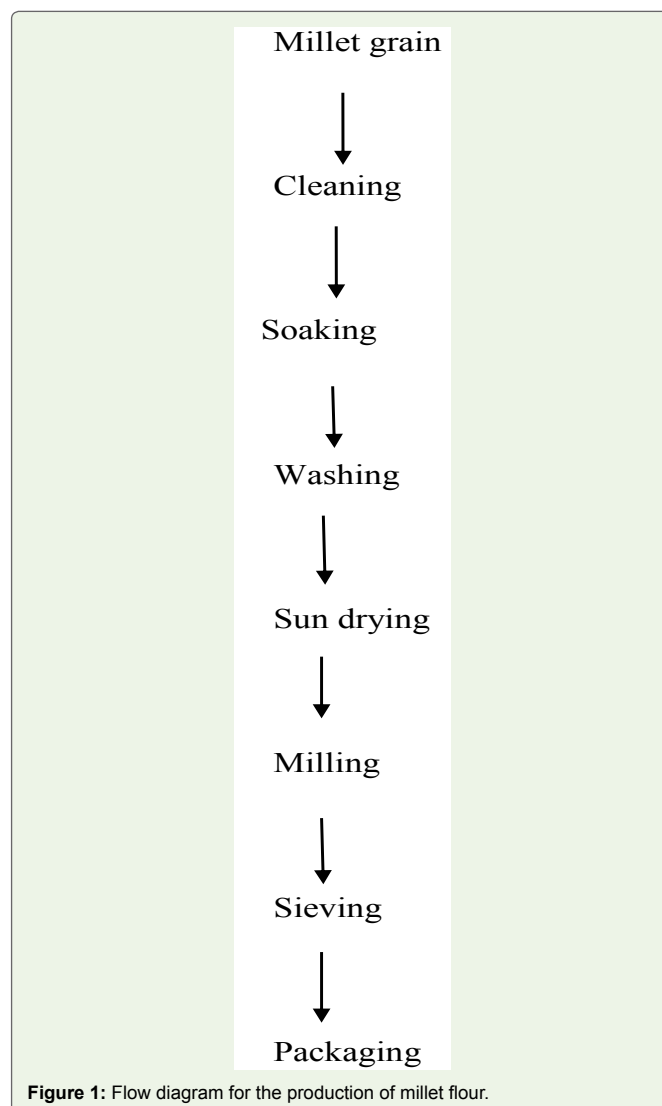 Millet grain
Cleaning
Soaking
Washing
Sun drying
Milling
Sieving
Packaging
Figure 1: Flow diagram for the production of millet flour.